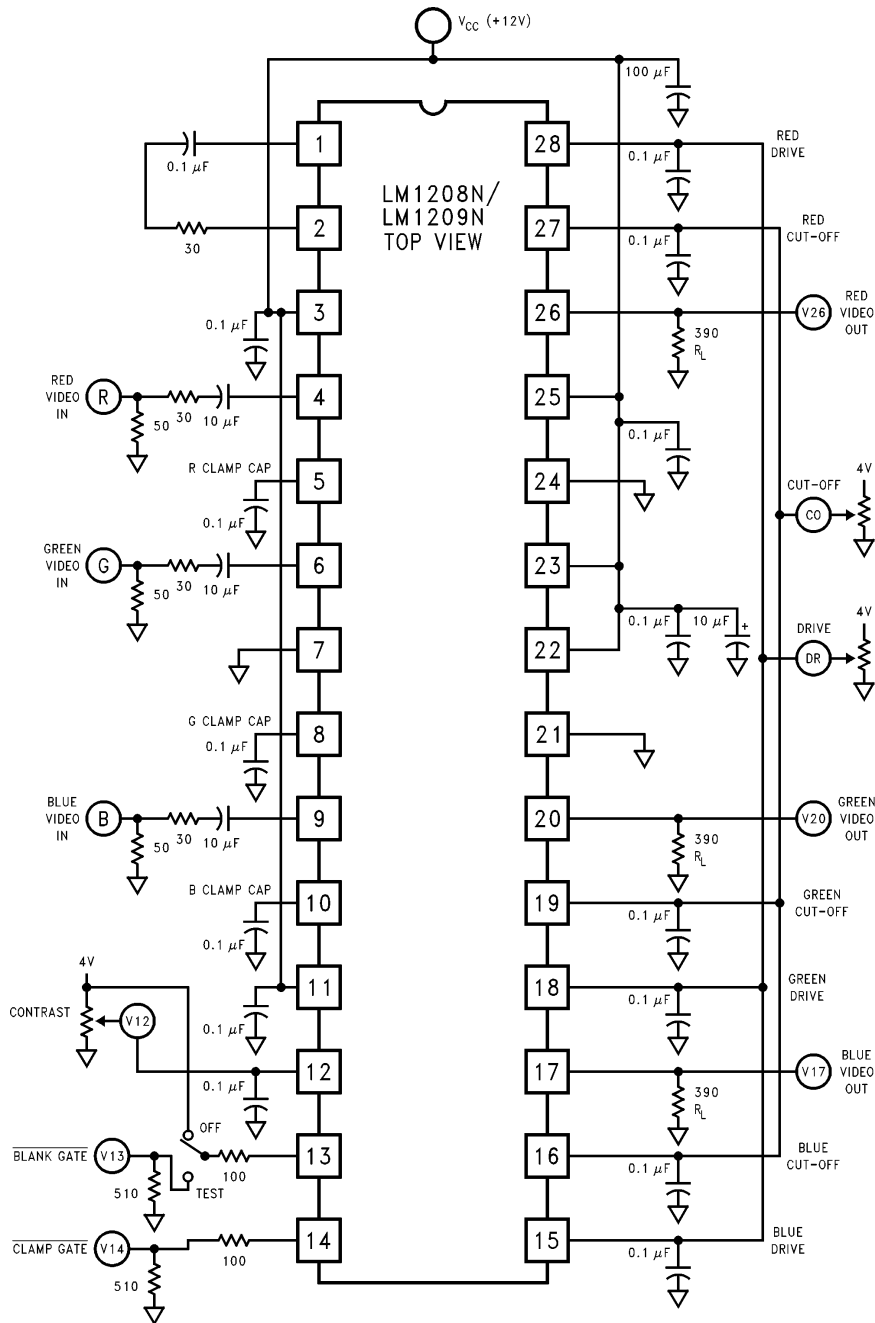 VCC (+12V)
100 μF
1
28
RED
DRIVE
0.1 μF
0.1 μF
LM1208N/
LM1209N
TOP VIEW
2
27
RED
CUT-OFF
30
0.1 μF
3
26
RED
VIDEO
OUT
V26
0.1 μF
390
RL
RED
VIDEO
IN
R
50
30
10 μF
4
25
0.1 μF
R CLAMP CAP
5
24
0.1 μF
CUT-OFF
CO
4V
GREEN
VIDEO
IN
G
50
30
10 μF
6
23
0.1 μF
10 μF
+
7
22
DRIVE
DR
4V
G CLAMP CAP
8
21
0.1 μF
BLUE
VIDEO
IN
B
50
30
10 μF
9
20
V20
GREEN
VIDEO
OUT
390
RL
B CLAMP CAP
10
19
GREEN
CUT-OFF
0.1 μF
0.1 μF
4V
11
18
GREEN
DRIVE
CONTRAST
V12
0.1 μF
0.1 μF
12
17
V17
BLUE
VIDEO
OUT
0.1 μF
390
RL
OFF
BLANK GATE
V13
510
TEST
100
13
16
BLUE
CUT-OFF
0.1 μF
CLAMP GATE
V14
510
100
14
15
BLUE
DRIVE
0.1 μF